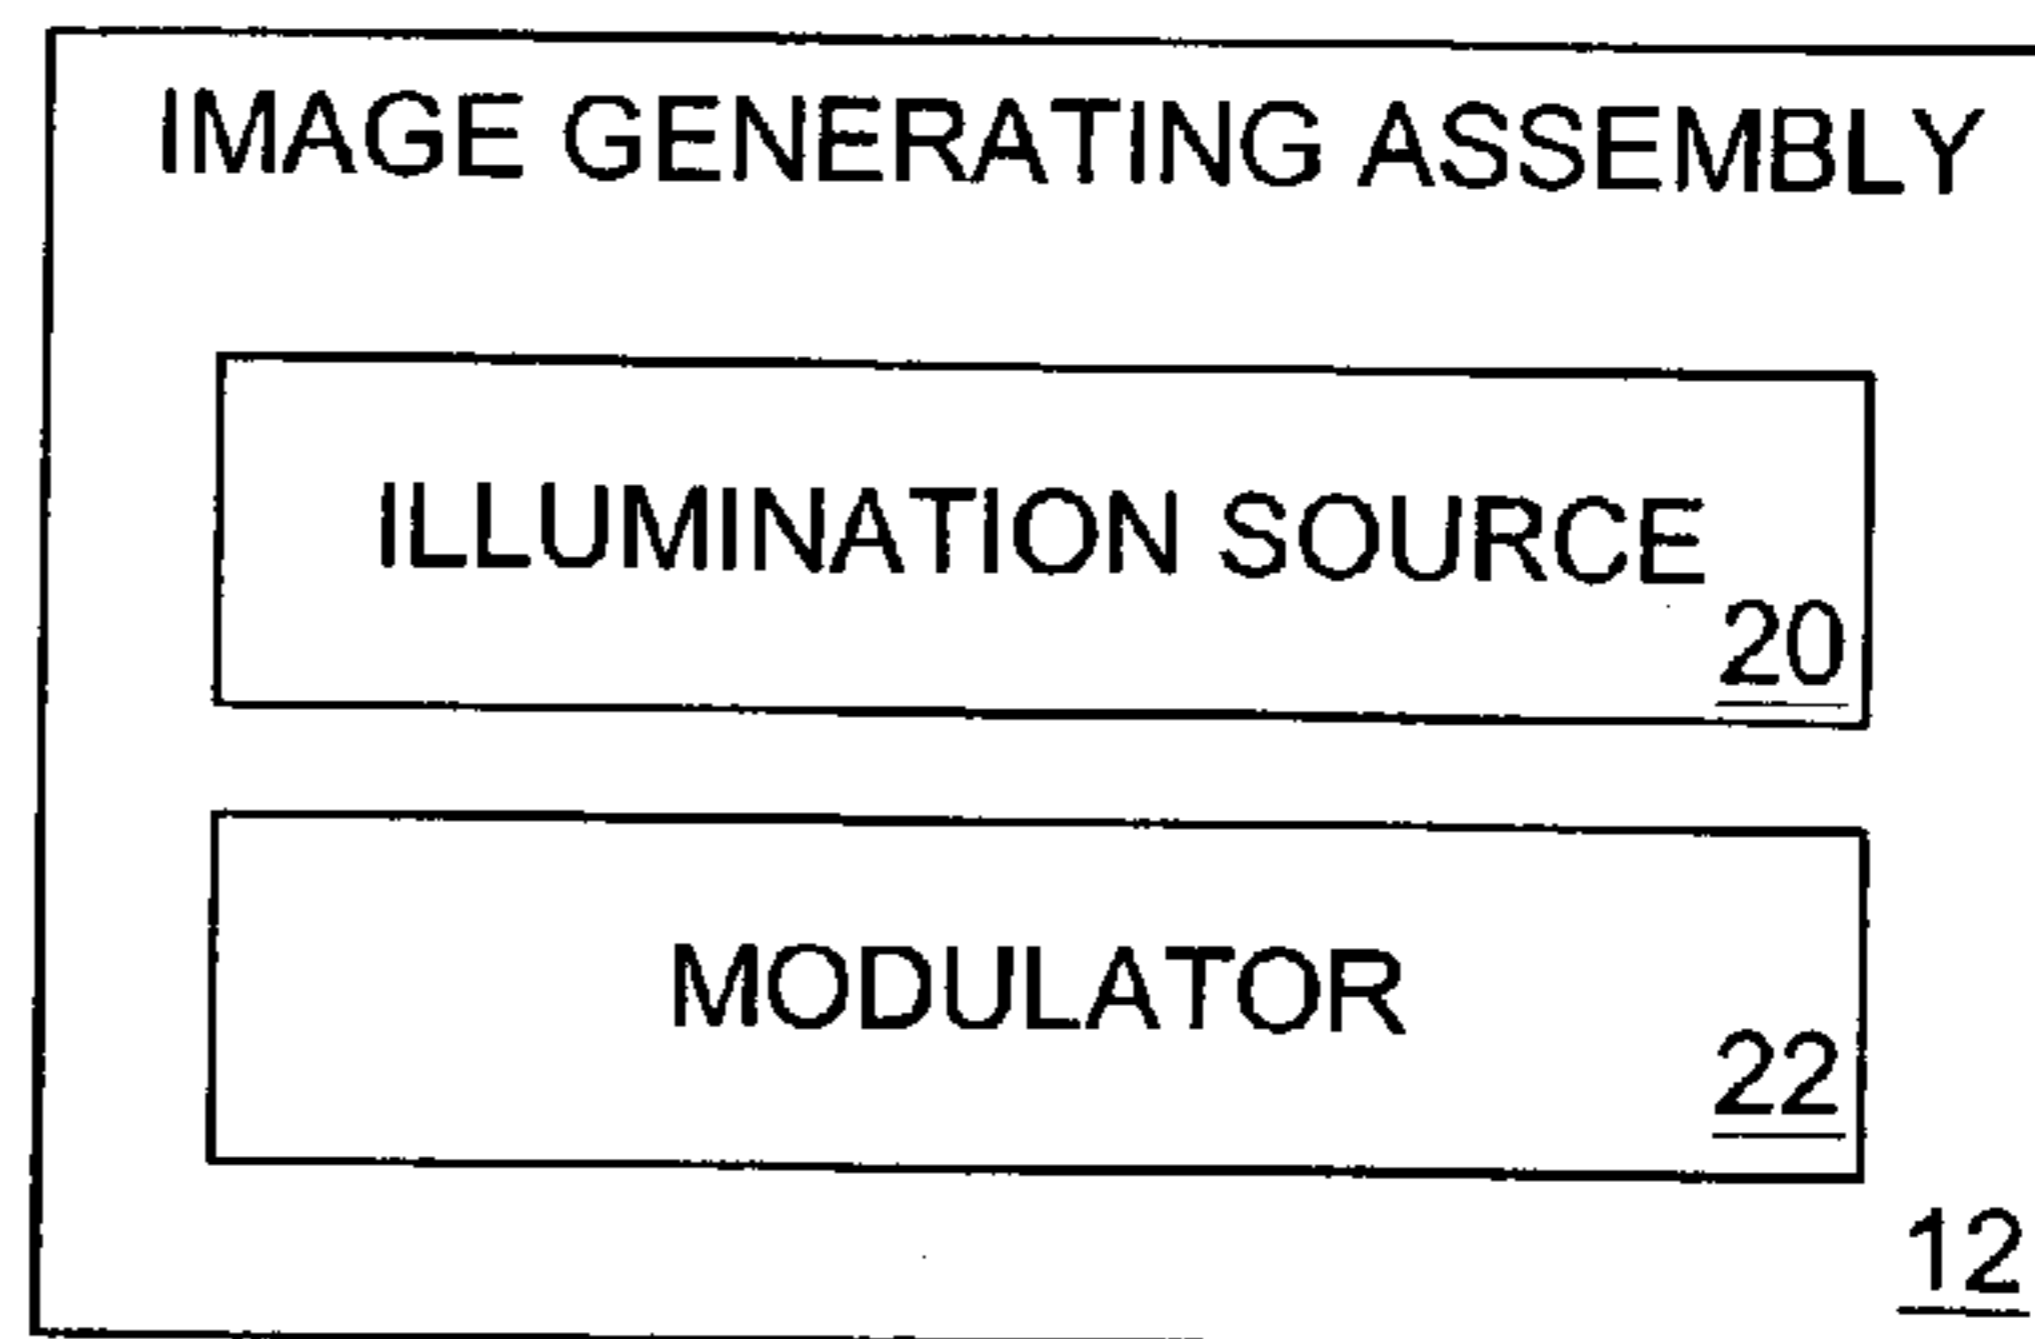 IMAGE GENERATING ASSEMBLY
ILLUMINATION SOURCE
20
MODULATOR
22
12